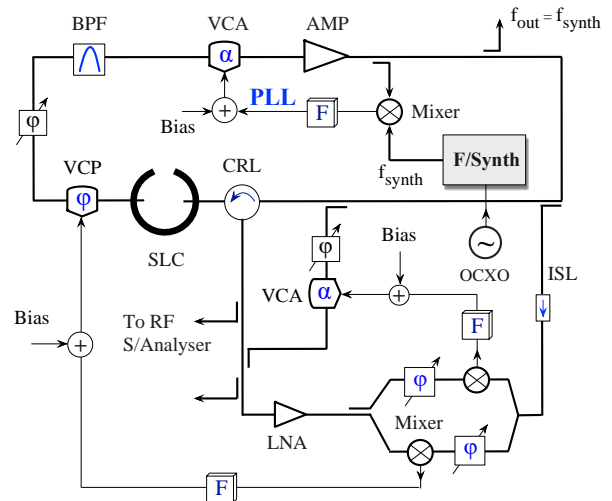 BPF
VCA
AMP
f_out = f_synth
α
φ
Bias
PLL
F
Mixer
F/Synth
f_synth
VCP
φ
CRL
SLC
φ
Bias
~
OCXO
ISL
VCA
α
F
Bias
To RF
S/Analyser
φ
LNA
Mixer
φ
F